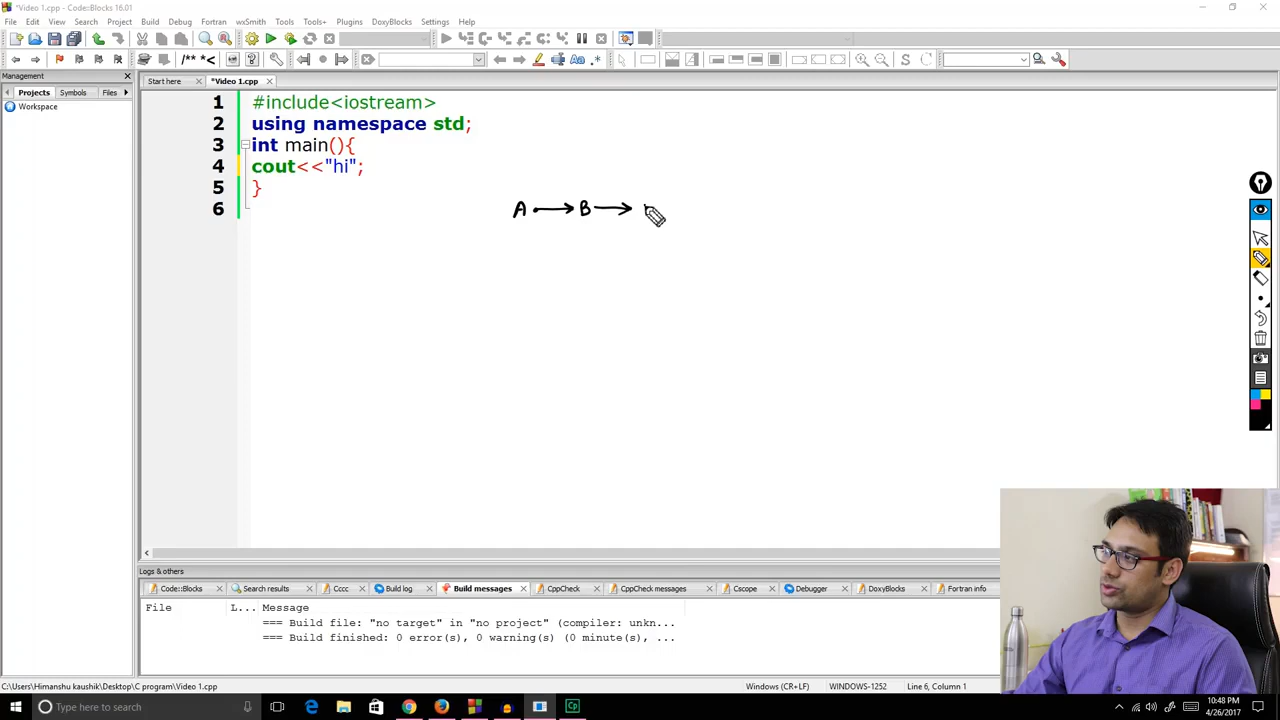 *Video 1.cpp - Code::Blocks 16.01
File Edit View Search Project Build Debug Fortran wxSmith Tools Tools+ Plugins DoxyBlocks Settings Help
/** *<
Management
Start here *Video 1.cpp
Projects Symbols Files
Workspace
1 #include<iostream>
2 using namespace std;
3 int main(){
4 cout<<"hi";
5 }
6
A B
Logs & others
Code::Blocks Search results Cccc Build log Build messages CppCheck CppCheck messages Cscope Debugger DoxyBlocks Fortran info
File L... Message
=== Build file: "no target" in "no project" (compiler: unkn...
=== Build finished: 0 error(s), 0 warning(s) (0 minute(s), ...
C:\Users\Himanshu kaushik\Desktop\C program\Video 1.cpp Windows (CR+LF) WINDOWS-1252 Line 6, Column 1
Type here to search
10:48 PM
4/26/2017